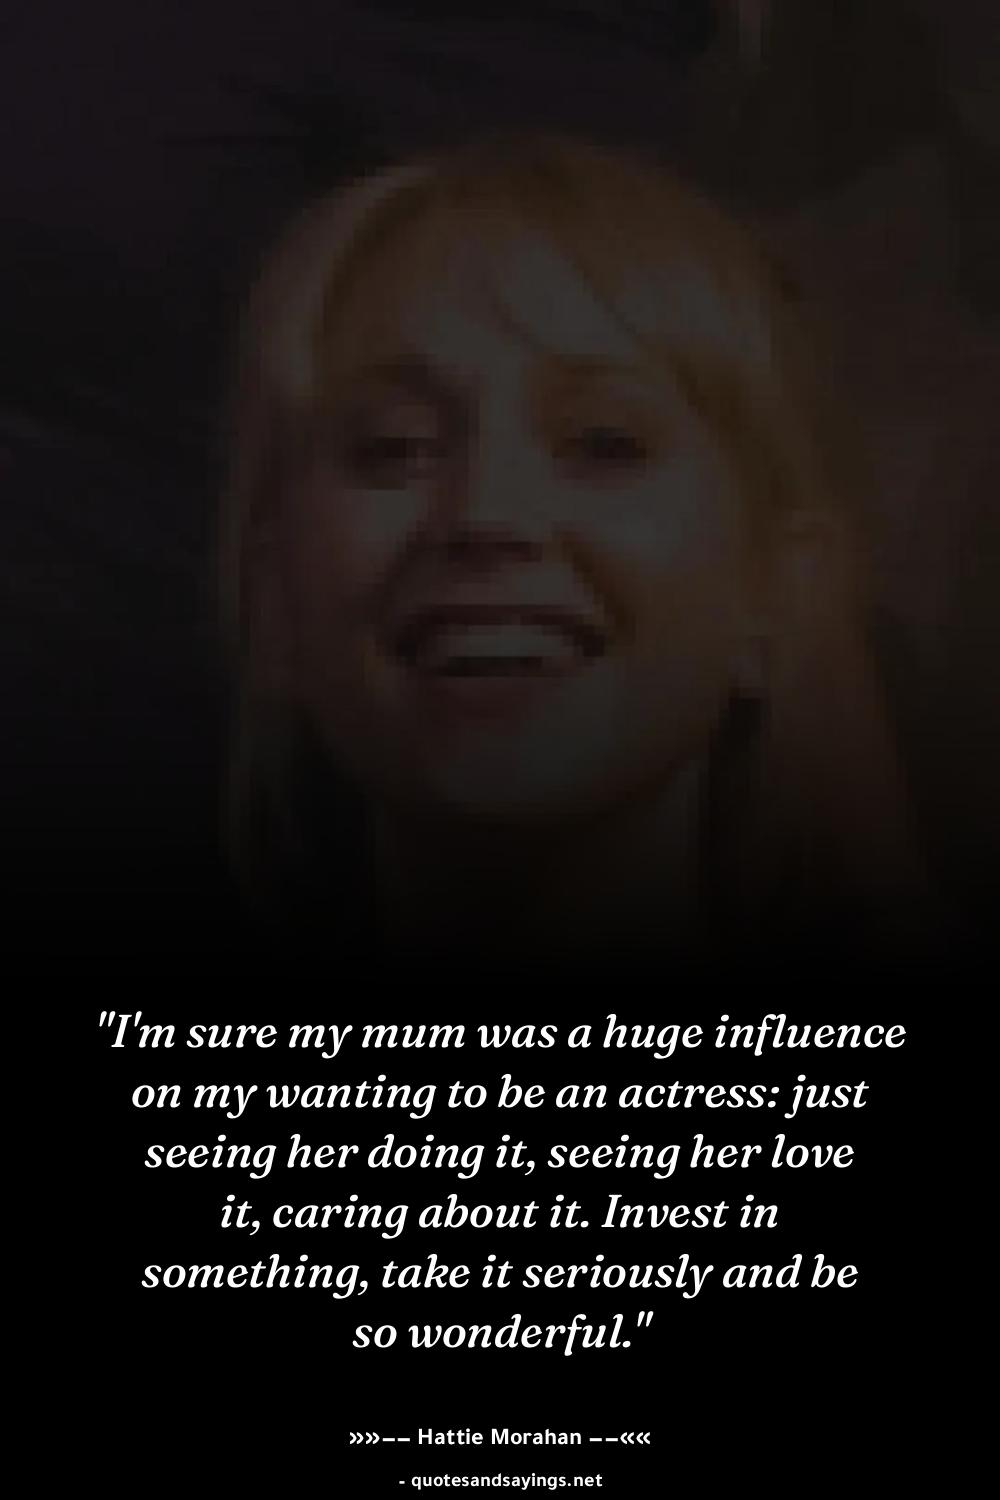 "I'm sure my mum was a huge influence
on my wanting to be an actress: just
seeing her doing it, seeing her love
it, caring about it. Invest in
something, take it seriously and be
so wonderful."
»»−− Hattie Morahan −−««
- quotesandsayings.net